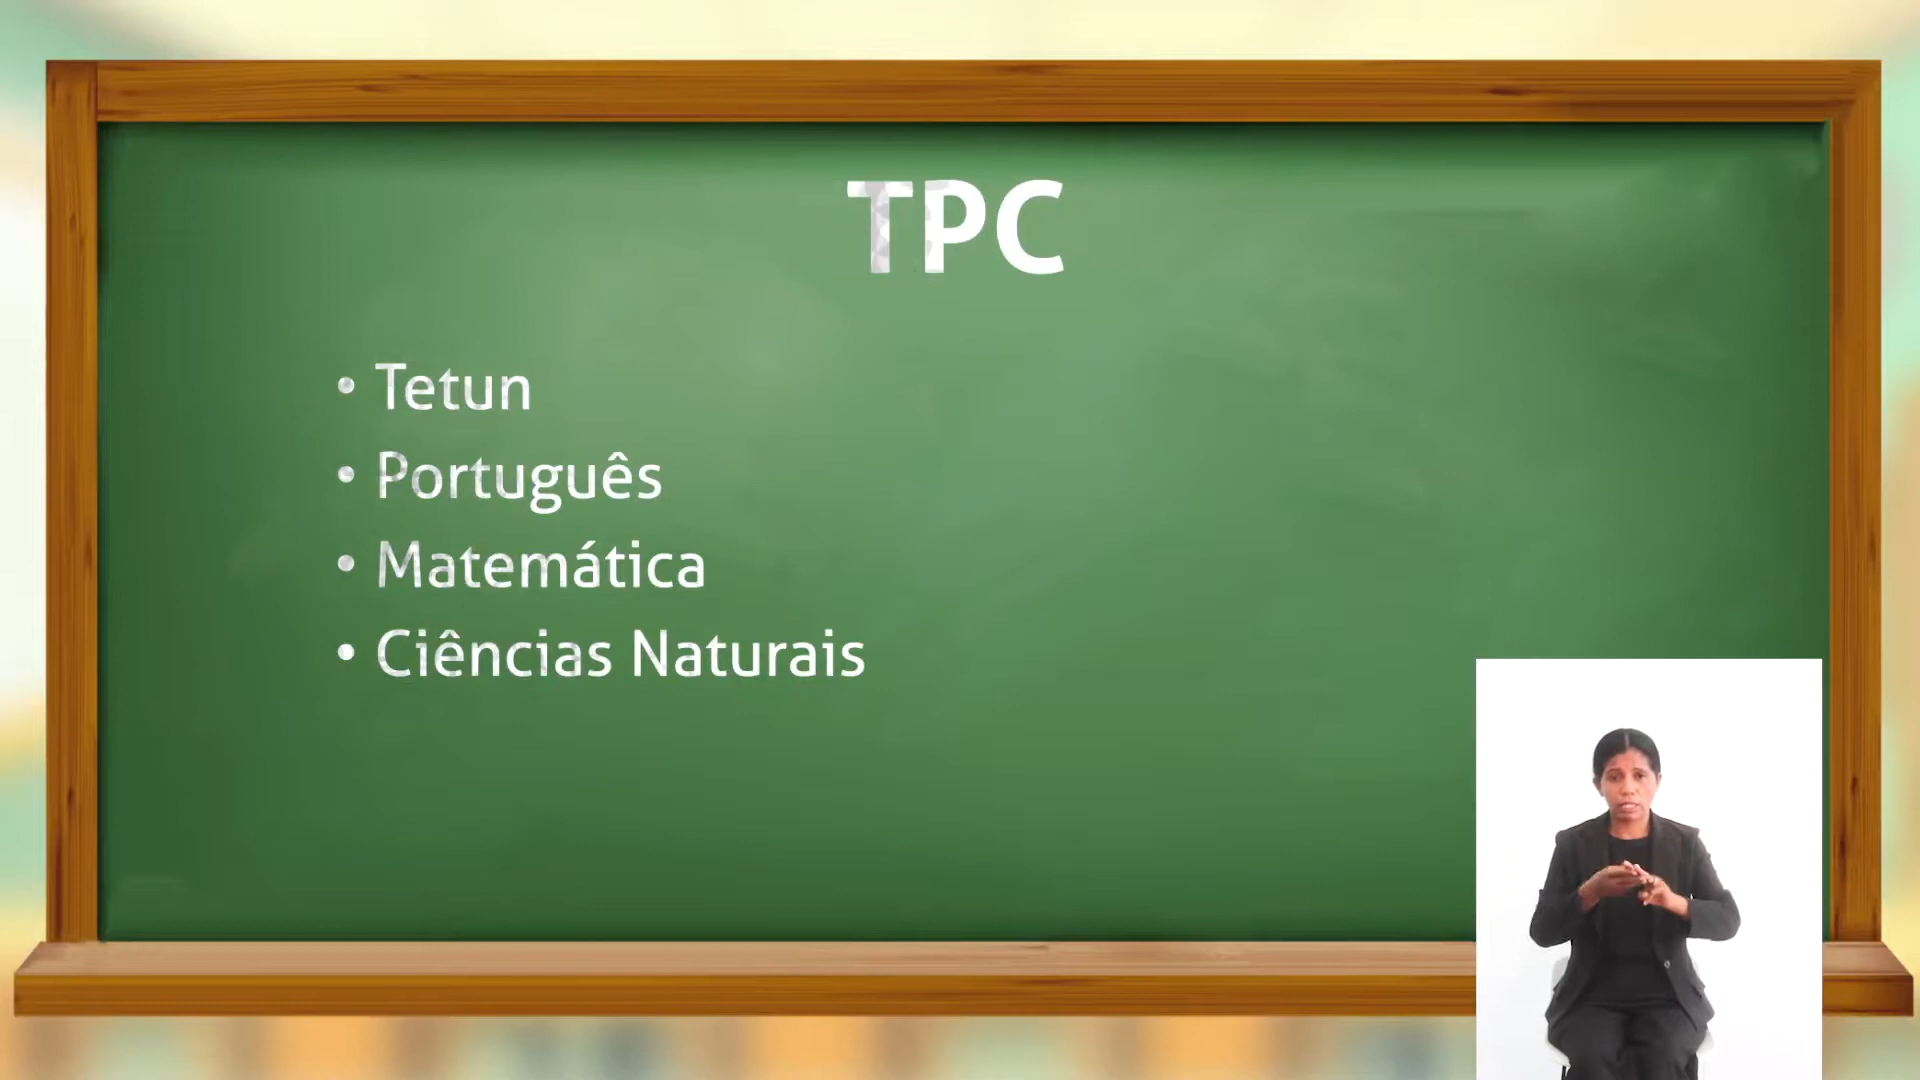 TPC
• Tetun
• Português
• Matemática
• Ciências Naturais